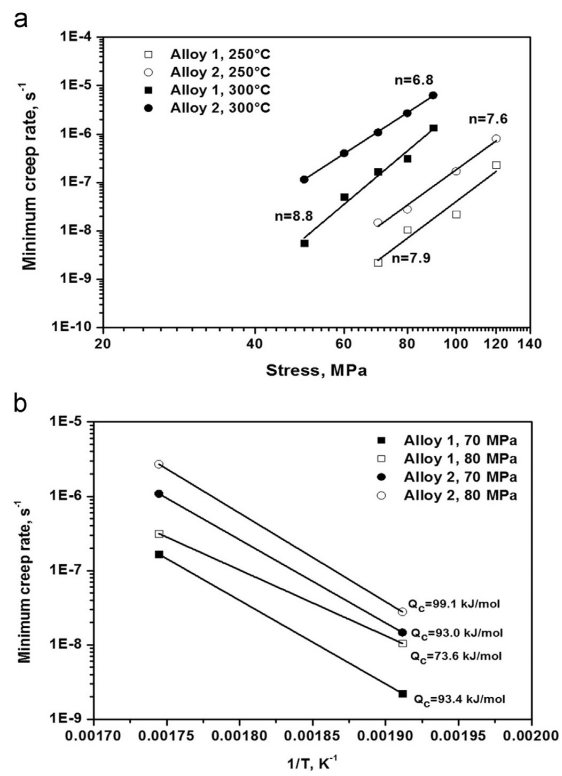 a
1E-4
1E-5
1E-6
1E-7
1E-8
1E-9
1E-10
Minimum creep rate, s-1
Alloy 1, 250°C
Alloy 2, 250°C
Alloy 1, 300°C
Alloy 2, 300°C
n=6.8
n=7.6
n=8.8
n=7.9
20
40
60
80
100
120
140
Stress, MPa
b
1E-5
1E-6
1E-7
1E-8
1E-9
Minimum creep rate, s-1
Alloy 1, 70 MPa
Alloy 1, 80 MPa
Alloy 2, 70 MPa
Alloy 2, 80 MPa
Qc=99.1 kJ/mol
Qc=93.0 kJ/mol
Qc=73.6 kJ/mol
Qc=93.4 kJ/mol
0.00170
0.00175
0.00180
0.00185
0.00190
0.00195
0.00200
1/T, K-1